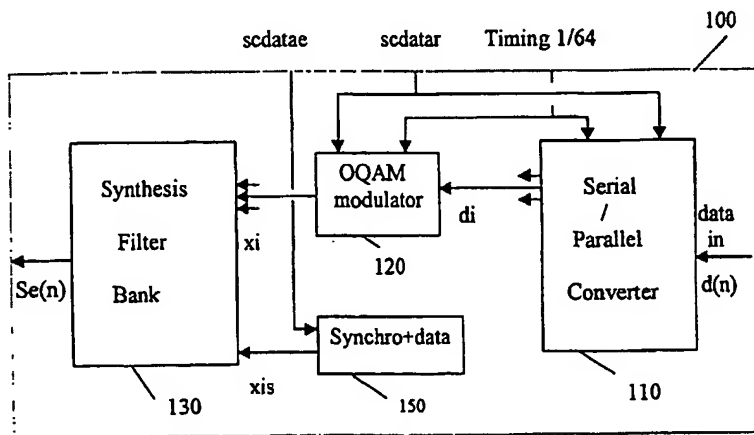 scdatae scdatar Timing 1/64 100
Synthesis
Filter
Bank
OQAM
modulator
Serial
/
Parallel
Converter
data
in
d(n)
di
xi
120
Se(n)
Synchro+data
xis
130
150
110